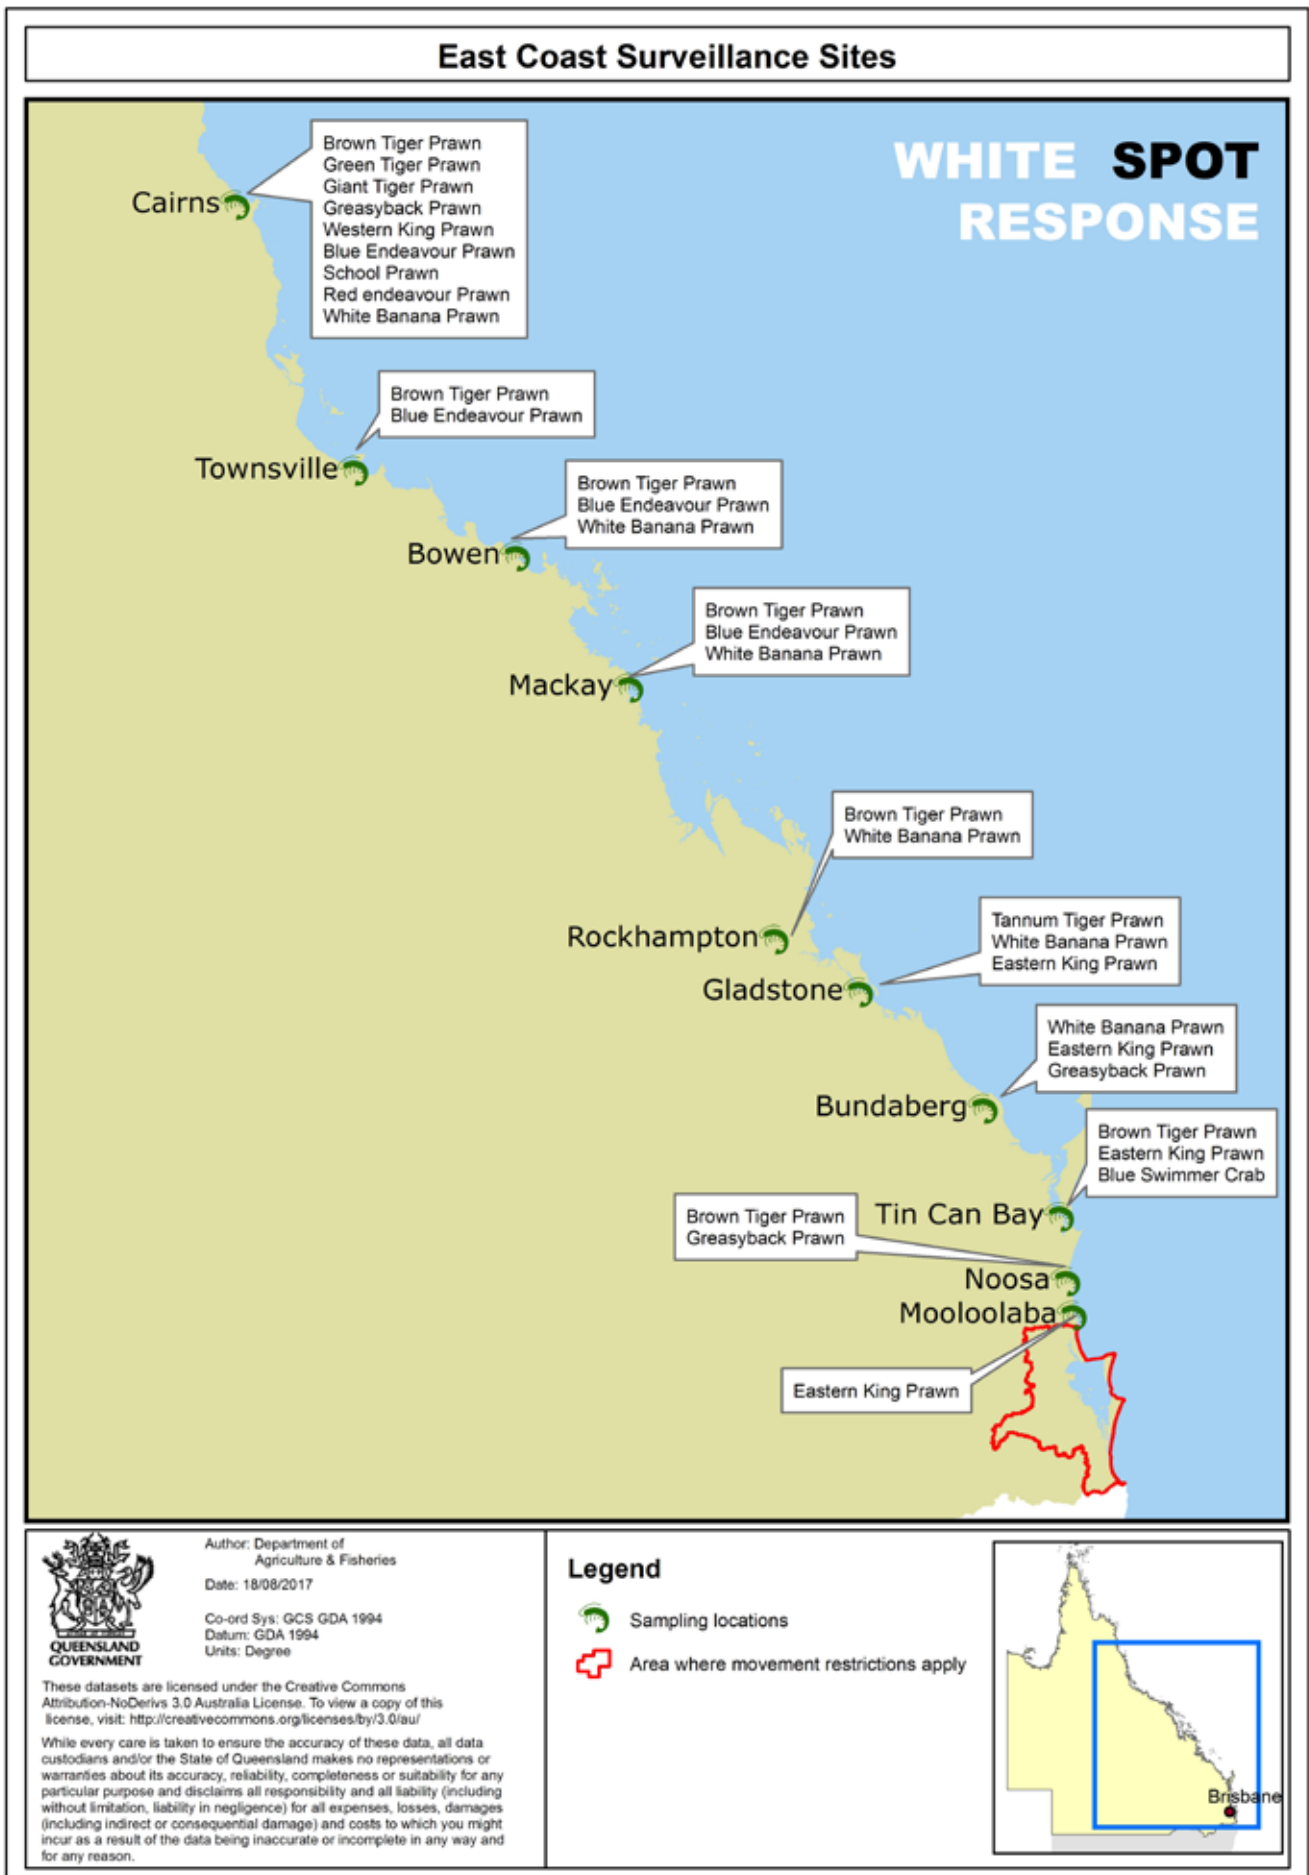 East Coast Surveillance Sites
WHITE SPOT
RESPONSE
Cairns
Brown Tiger Prawn
Green Tiger Prawn
Giant Tiger Prawn
Greasyback Prawn
Western King Prawn
Blue Endeavour Prawn
School Prawn
Red endeavour Prawn
White Banana Prawn
Townsville
Brown Tiger Prawn
Blue Endeavour Prawn
Bowen
Brown Tiger Prawn
Blue Endeavour Prawn
White Banana Prawn
Mackay
Brown Tiger Prawn
Blue Endeavour Prawn
White Banana Prawn
Rockhampton
Brown Tiger Prawn
White Banana Prawn
Gladstone
Tannum Tiger Prawn
White Banana Prawn
Eastern King Prawn
Bundaberg
White Banana Prawn
Eastern King Prawn
Greasyback Prawn
Tin Can Bay
Brown Tiger Prawn
Eastern King Prawn
Blue Swimmer Crab
Brown Tiger Prawn
Greasyback Prawn
Noosa
Mooloolaba
Eastern King Prawn
QUEENSLAND
GOVERNMENT
Author: Department of
Agriculture & Fisheries
Date: 18/08/2017
Co-ord Sys: GCS GDA 1994
Datum: GDA 1994
Units: Degree
These datasets are licensed under the Creative Commons
Attribution-NoDerivs 3.0 Australia License. To view a copy of this
license, visit: http://creativecommons.org/licenses/by/3.0/au/
While every care is taken to ensure the accuracy of these data, all data
custodians and/or the State of Queensland makes no representations or
warranties about its accuracy, reliability, completeness or suitability for any
particular purpose and disclaims all responsibility and all liability (including
without limitation, liability in negligence) for all expenses, losses, damages
(including indirect or consequential damage) and costs to which you might
incur as a result of the data being inaccurate or incomplete in any way and
for any reason.
Legend
Sampling locations
Area where movement restrictions apply
Brisbane